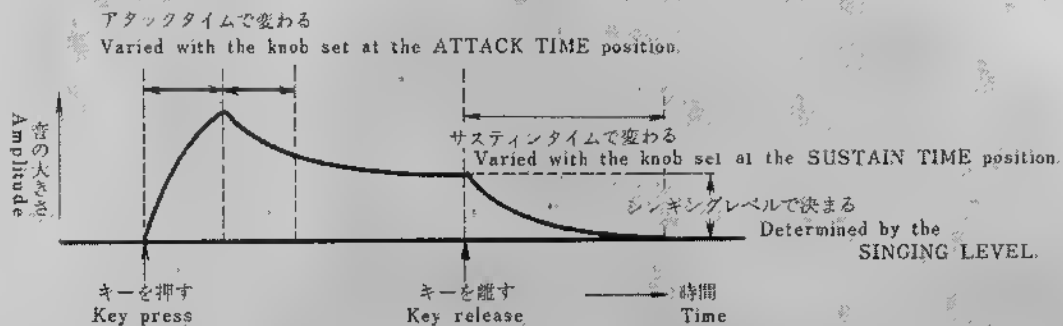 アタックタイムで変わる
Varied with the knob set at the ATTACK TIME position.
音の大きさ
Amplitude
サスティンタイムで変わる
Varied with the knob set at the SUSTAIN TIME position.
シンギングレベルで決まる
Determined by the
SINGING LEVEL.
キーを押す
Key press
キーを離す
Key release
時間
Time